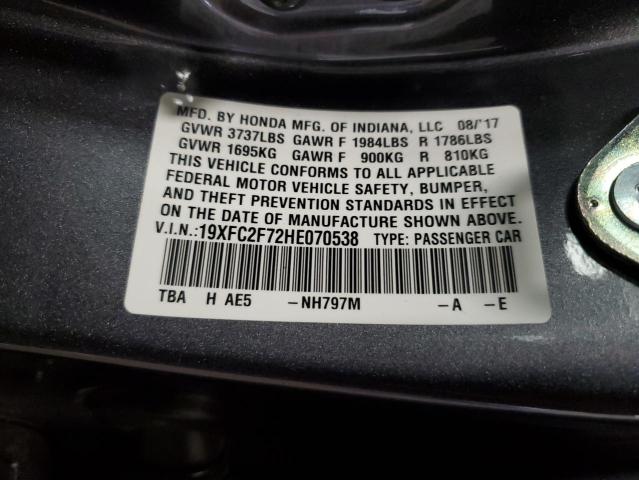 MFD. BY HONDA MFG. OF INDIANA, LLC 08/'17
GVWR 3737LBS GAWR F 1984LBS R 1786LBS
GVWR 1695KG GAWR F 900KG R 810KG
THIS VEHICLE CONFORMS TO ALL APPLICABLE
FEDERAL MOTOR VEHICLE SAFETY, BUMPER,
AND THEFT PREVENTION STANDARDS IN EFFECT
ON THE DATE OF MANUFACTURE SHOWN ABOVE.
V.I.N.:19XFC2F72HE070538 TYPE: PASSENGER CAR
TBA H AE5 -NH797M -A -E